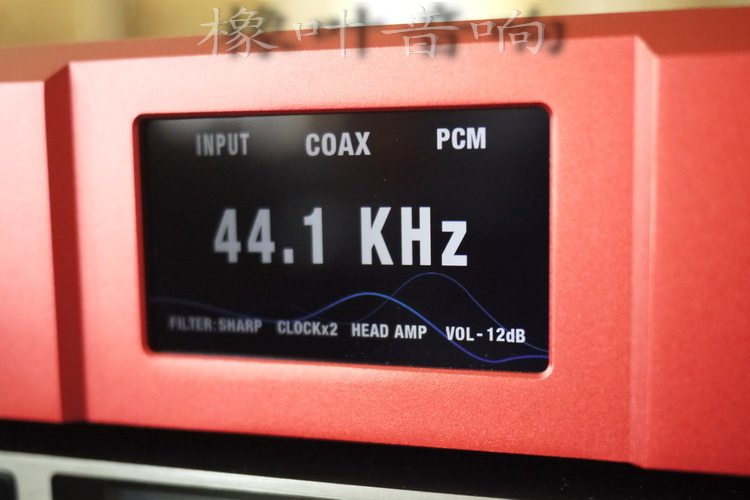 橡叶音响
INPUT COAX PCM
44.1 KHz
FILTER: SHARP CLOCKx2 HEAD AMP VOL - 12dB